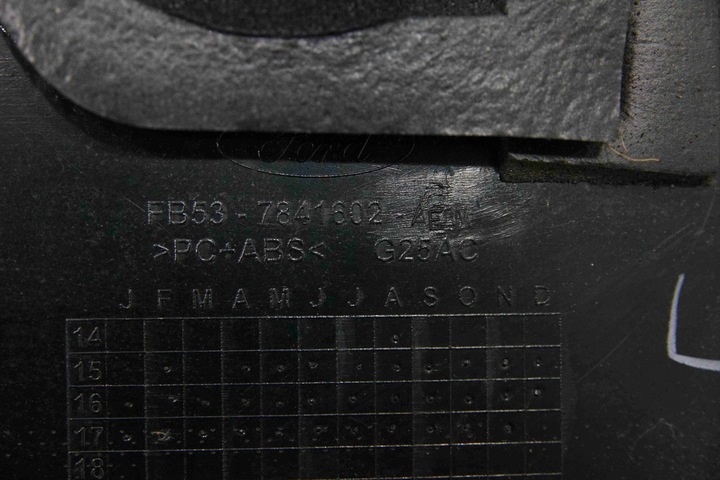 Ford
FB53-7841602-AEW
>PC+ABS< G25AC
J F M A M J J A S O N D
14
15
16
17
18